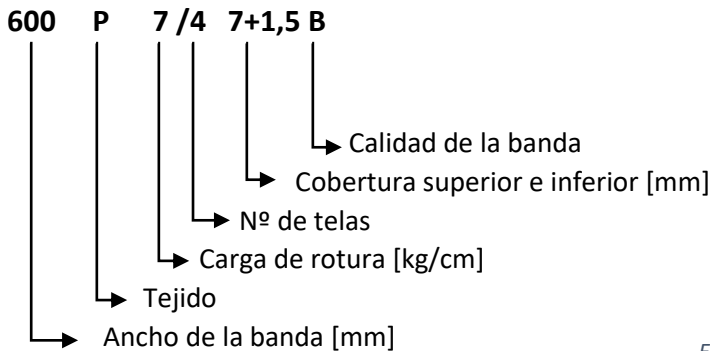 600 P 7 /4 7+1,5 B
Calidad de la banda
Cobertura superior e inferior [mm]
Nº de telas
Carga de rotura [kg/cm]
Tejido
Ancho de la banda [mm]